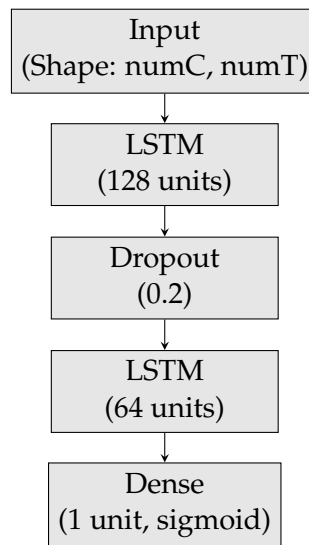 Input
(Shape: numC, numT)
LSTM
(128 units)
Dropout
(0.2)
LSTM
(64 units)
Dense
(1 unit, sigmoid)